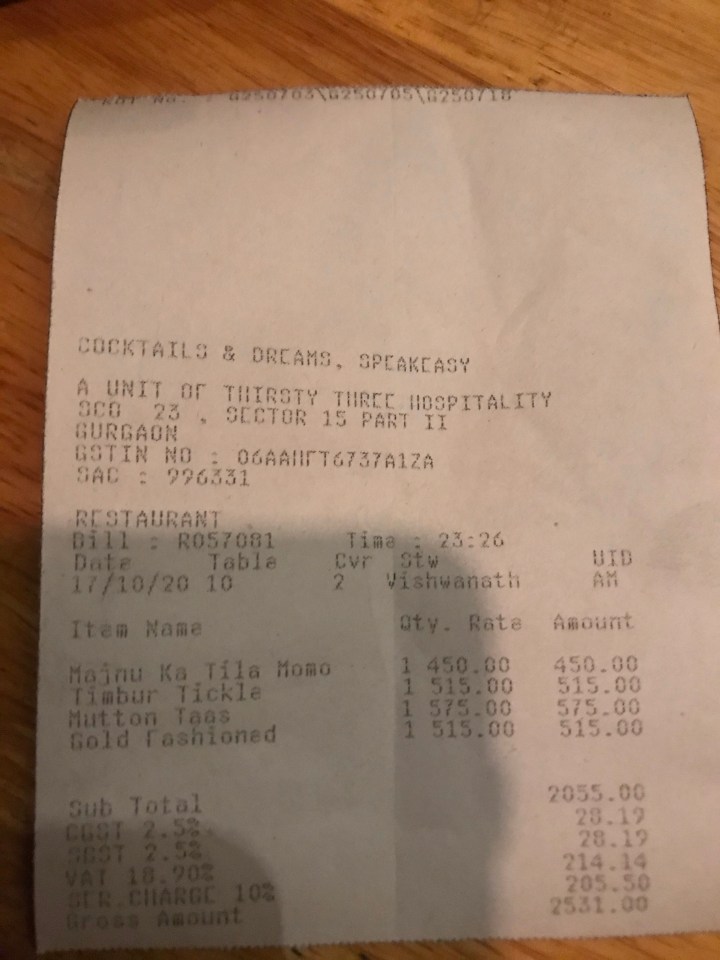 G250703\G250705\G250718
COCKTAILS & DREAMS, SPEAKEASY
A UNIT OF THIRSTY THREE HOSPITALITY
SCO 23 , SECTOR 15 PART II
GURGAON
GSTIN NO : 06AAHFT6737A1ZA
SAC : 996331
RESTAURANT
Bill : R057081 Time : 23:26
Date Table Cvr Stw UID
17/10/20 10 2 Vishwanath AM
Item Name Qty. Rate Amount
Majnu Ka Tila Momo 1 450.00 450.00
Timbur Tickle 1 515.00 515.00
Mutton Taas 1 575.00 575.00
Gold Fashioned 1 515.00 515.00
Sub Total 2055.00
CGST 2.5% 28.19
SGST 2.5% 28.19
VAT 18.90% 214.14
SER.CHARGE 10% 205.50
Gross Amount 2531.00